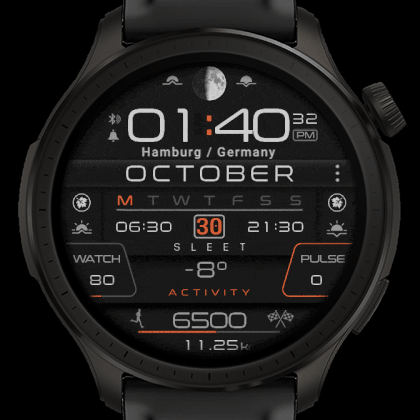 01:40 32 PM
Hamburg / Germany
OCTOBER
M T W T F S S
06:30 30 21:30
SLEET
WATCH -8° PULSE
80 0
ACTIVITY
6500
11.25k